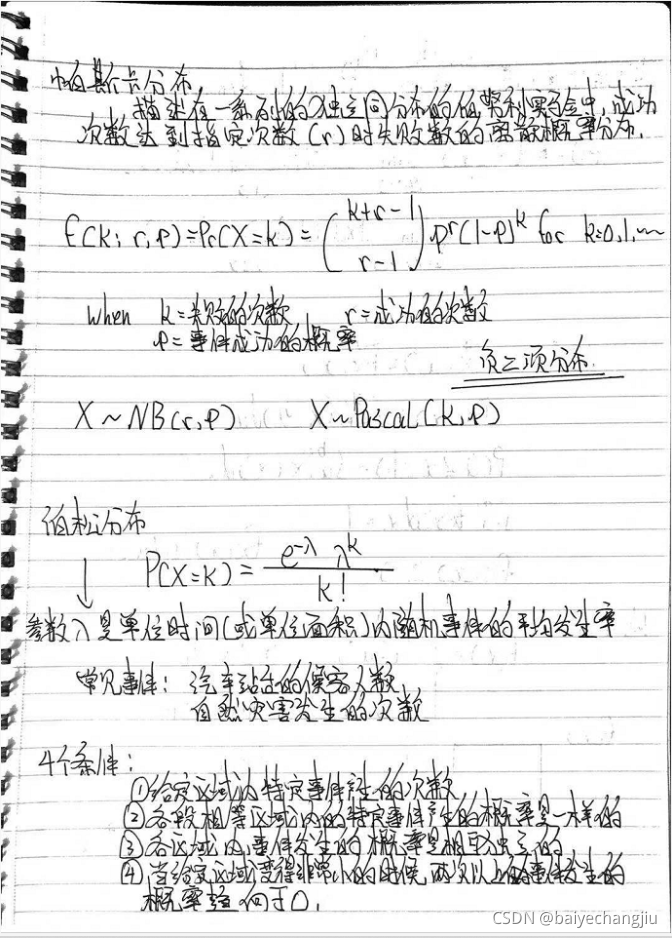 帕斯卡分布
描述在一系列的独立同分布的伯努利实验中,成功
次数达到指定次数(r)时失败数的离散概率分布.
f(k; r,p)=Pr(X=k)=(k+r-1
r-1)·p^r(1-p)^k for k=0,1,…
when k=失败的次数 r=成功的次数
p=事件成功的概率
负二项分布.
X~NB(r,p) X~Pascal(k,p)
伯松分布
↓ P(X=k)= e^-λ λ^k
k!
参数λ是单位时间(或单位面积)内随机事件的平均发生率
常见事件: 汽车站台的候客人数
自然灾害发生的次数
4个条件:
①给定区域内特定事件产生的次数
②各段相等区域内的特定事件产生的概率是一样的
③各区域内,事件发生的概率是相互独立的
④当给定区域变得非常小的时候,两次以上的事件发生的
概率趋向于0.
CSDN @baiyechangjiu